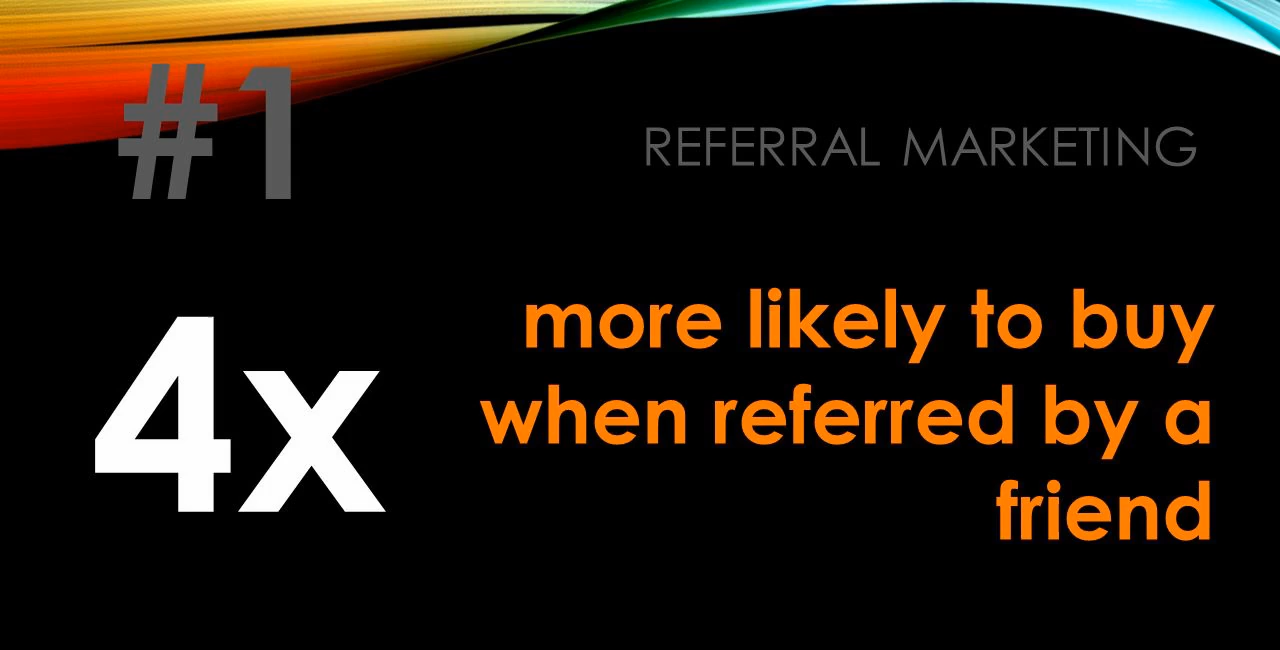 #1
REFERRAL MARKETING
4x
more likely to buy
when referred by a
friend